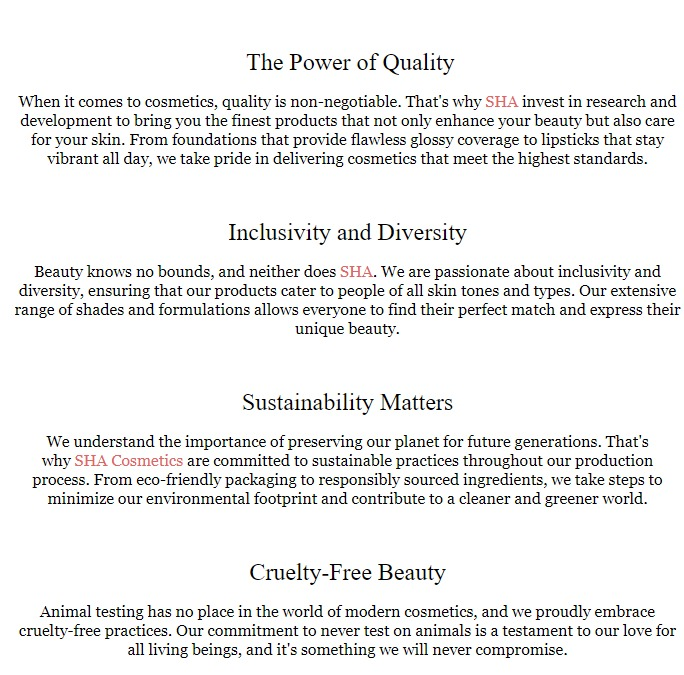 The Power of Quality
When it comes to cosmetics, quality is non-negotiable. That's why SHA invest in research and
development to bring you the finest products that not only enhance your beauty but also care
for your skin. From foundations that provide flawless glossy coverage to lipsticks that stay
vibrant all day, we take pride in delivering cosmetics that meet the highest standards.
Inclusivity and Diversity
Beauty knows no bounds, and neither does SHA. We are passionate about inclusivity and
diversity, ensuring that our products cater to people of all skin tones and types. Our extensive
range of shades and formulations allows everyone to find their perfect match and express their
unique beauty.
Sustainability Matters
We understand the importance of preserving our planet for future generations. That's
why SHA Cosmetics are committed to sustainable practices throughout our production
process. From eco-friendly packaging to responsibly sourced ingredients, we take steps to
minimize our environmental footprint and contribute to a cleaner and greener world.
Cruelty-Free Beauty
Animal testing has no place in the world of modern cosmetics, and we proudly embrace
cruelty-free practices. Our commitment to never test on animals is a testament to our love for
all living beings, and it's something we will never compromise.